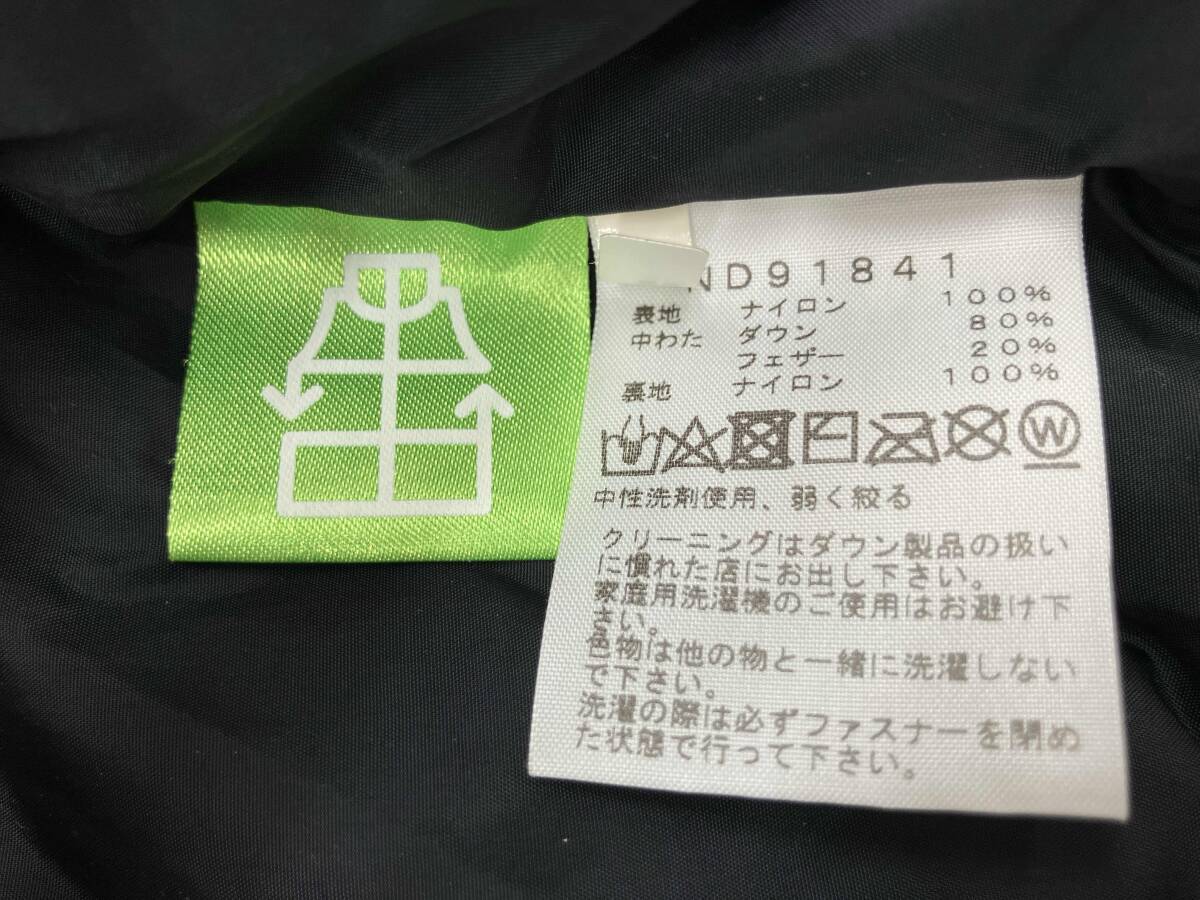 ND91841
表地 ナイロン 100%
中わた ダウン 80%
フェザー 20%
裏地 ナイロン 100%
W
中性洗剤使用、弱く絞る
クリーニングはダウン製品の扱い
に慣れた店にお出し下さい。
家庭用洗濯機のご使用はお避け下
さい。
色物は他の物と一緒に洗濯しない
で下さい。
洗濯の際は必ずファスナーを閉め
た状態で行って下さい。